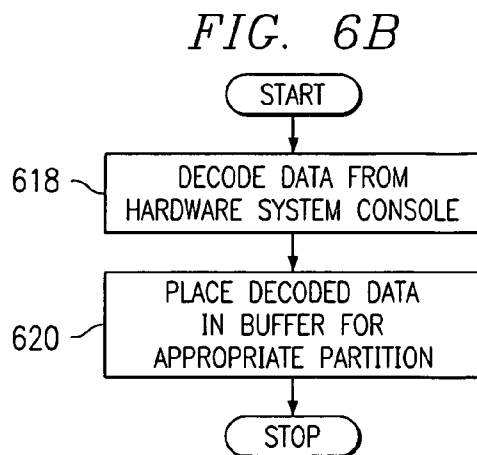 FIG. 6B
START
618
DECODE DATA FROM
HARDWARE SYSTEM CONSOLE
PLACE DECODED DATA
IN BUFFER FOR
620
APPROPRIATE PARTITION
STOP